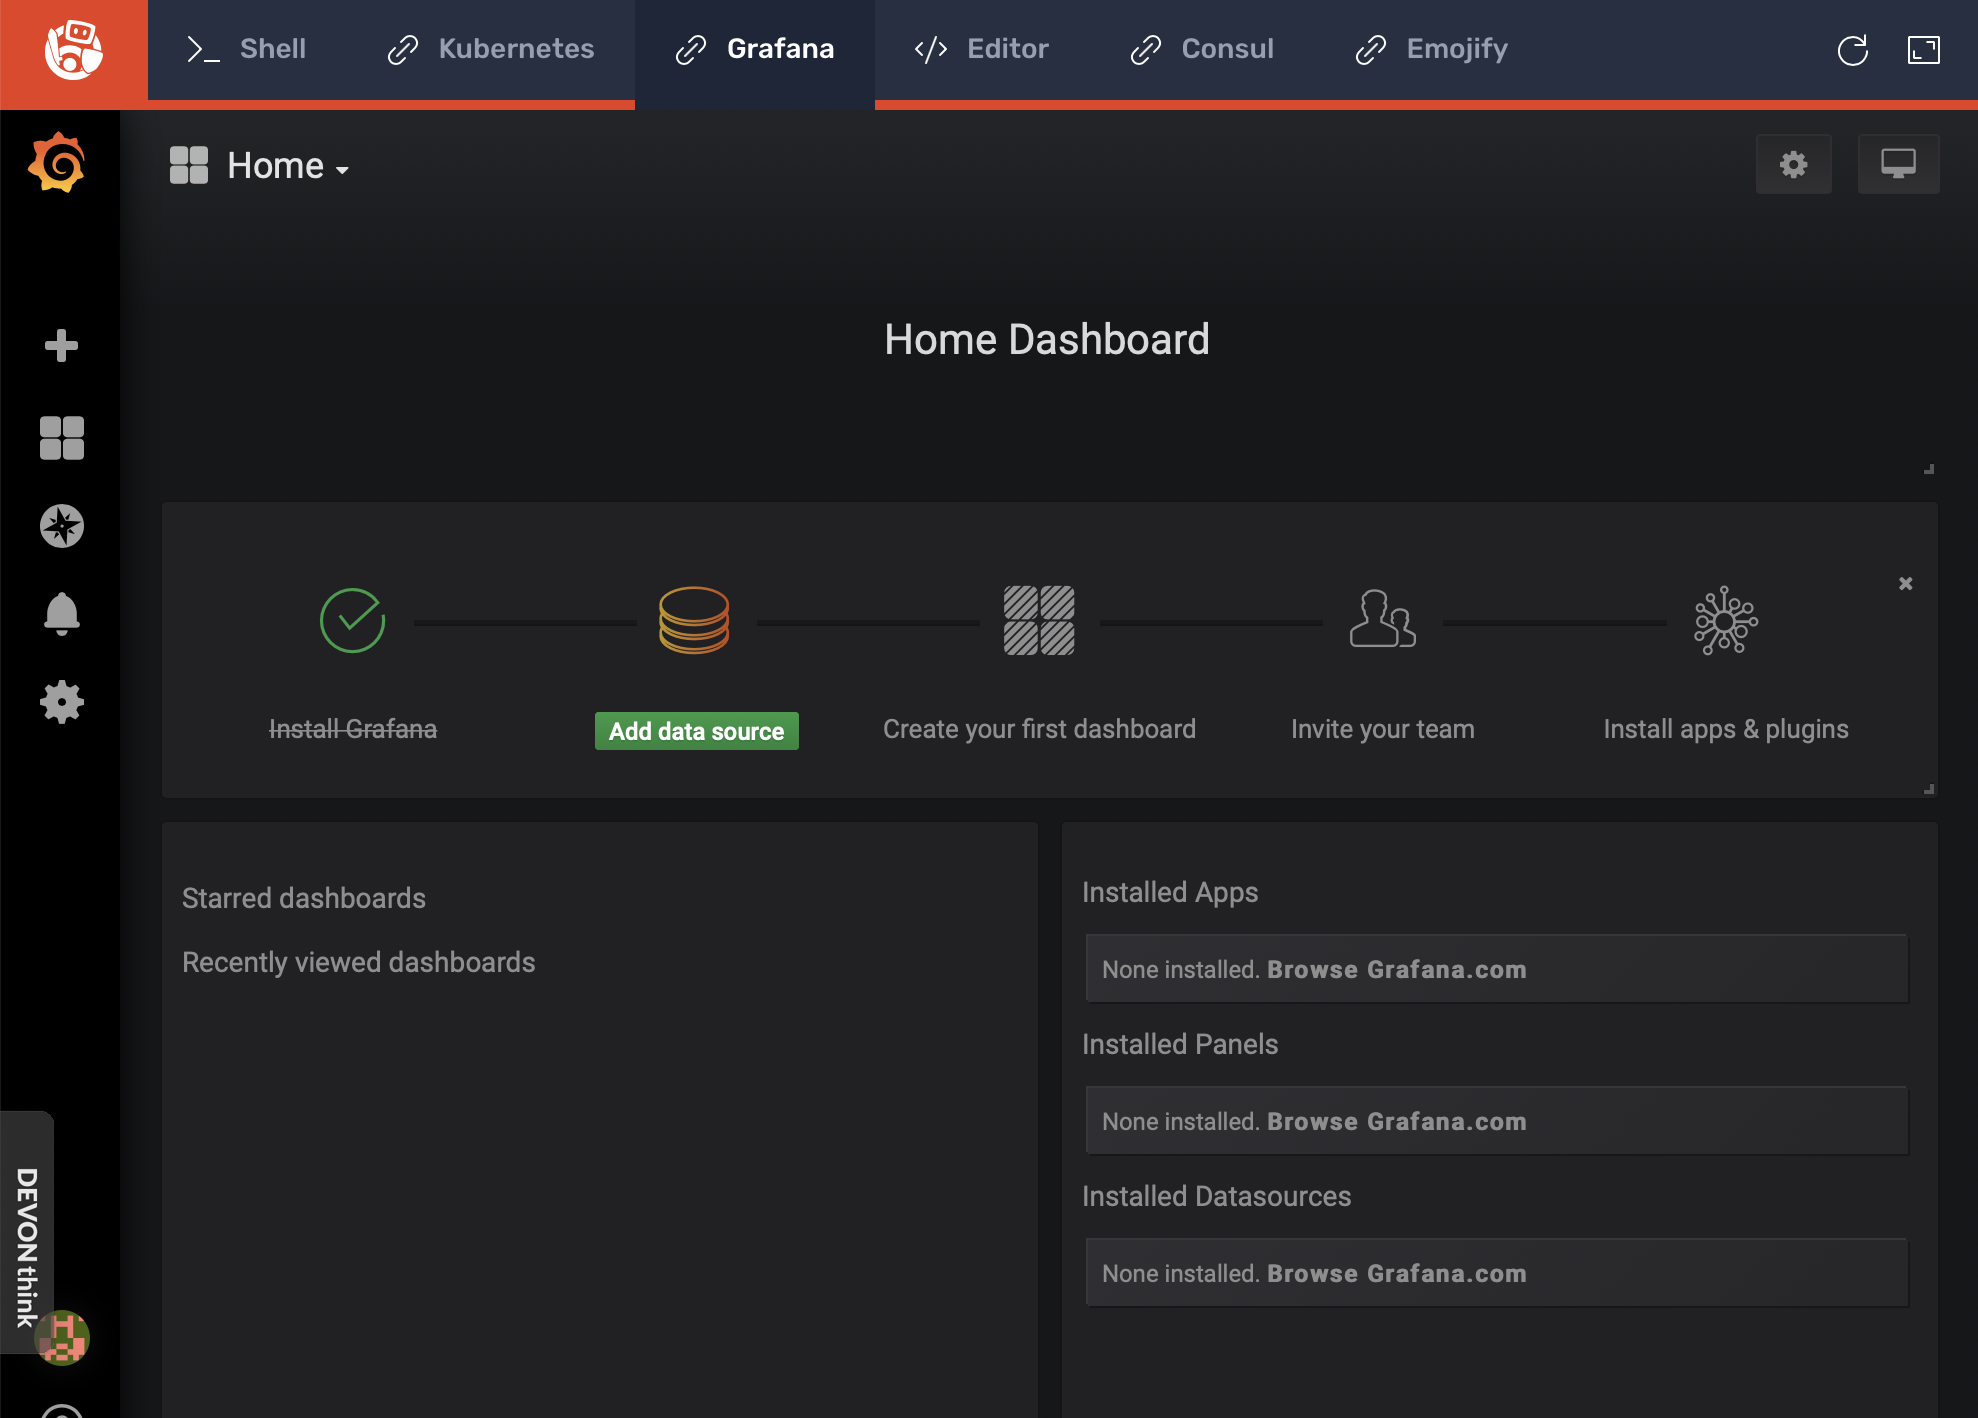 Shell
Kubernetes
Grafana
Editor
Consul
Emojify
Home
Home Dashboard
Install Grafana
Add data source
Create your first dashboard
Invite your team
Install apps & plugins
Starred dashboards
Recently viewed dashboards
Installed Apps
None installed. Browse Grafana.com
Installed Panels
None installed. Browse Grafana.com
Installed Datasources
None installed. Browse Grafana.com
DEVONthink